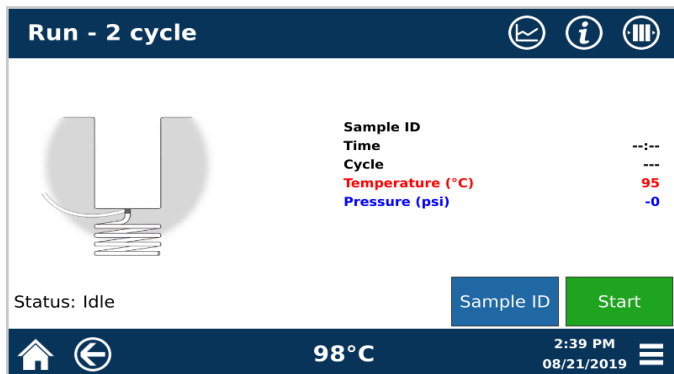 Run - 2 cycle
Sample ID
Time --:--
Cycle ---
Temperature (°C) 95
Pressure (psi) -0
Status: Idle
Sample ID
Start
98°C
2:39 PM
08/21/2019